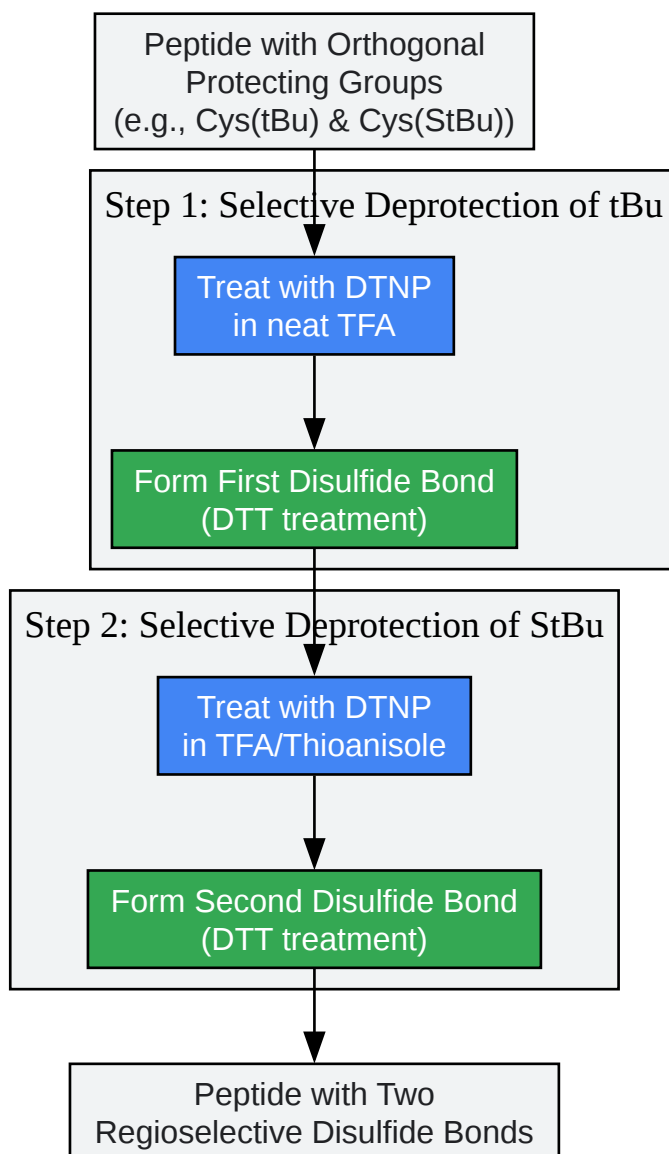 Peptide with Orthogonal
Protecting Groups
(e.g., Cys(tBu) & Cys(StBu))
Step 1: Selective Deprotection of tBu
Treat with DTNP
in neat TFA
Form First Disulfide Bond
(DTT treatment)
Step 2: Selective Deprotection of StBu
Treat with DTNP
in TFA/Thioanisole
Form Second Disulfide Bond
(DTT treatment)
Peptide with Two
Regioselective Disulfide Bonds